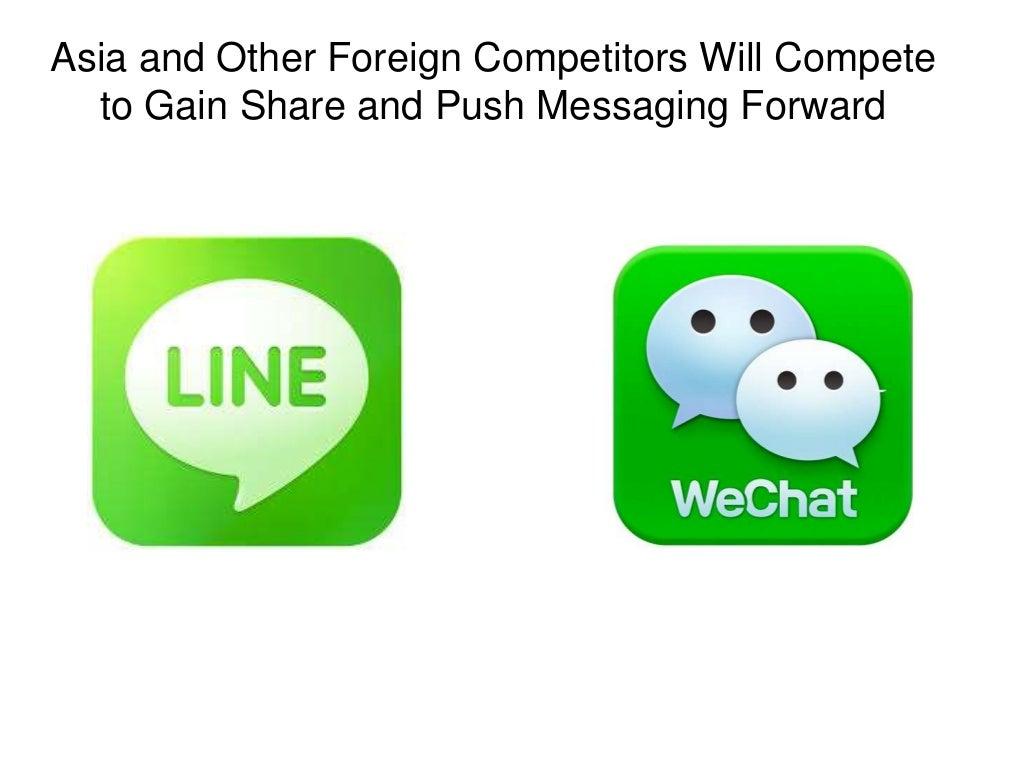 Asia and Other Foreign Competitors Will Compete
to Gain Share and Push Messaging Forward
LINE
WeChat